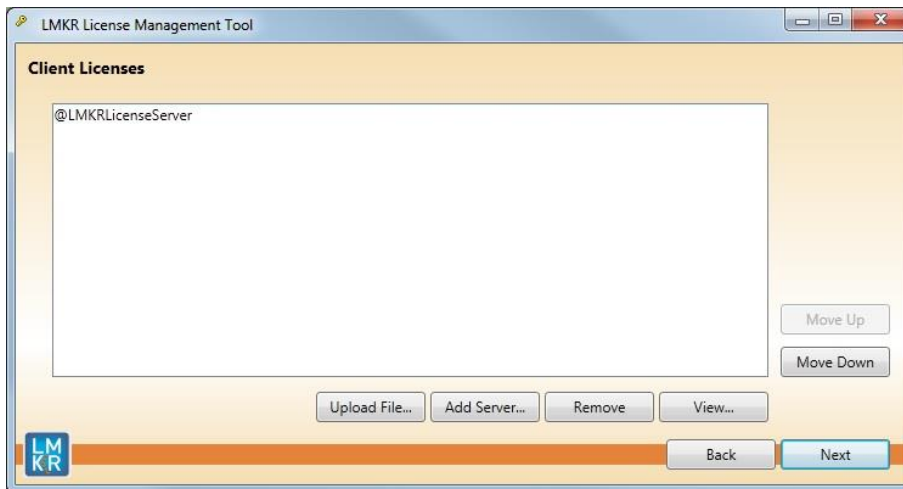 LMKR License Management Tool
Client Licenses
@LMKRLicenseServer
Move Up
Move Down
Upload File...
Add Server...
Remove
View...
LM
KR
Back
Next